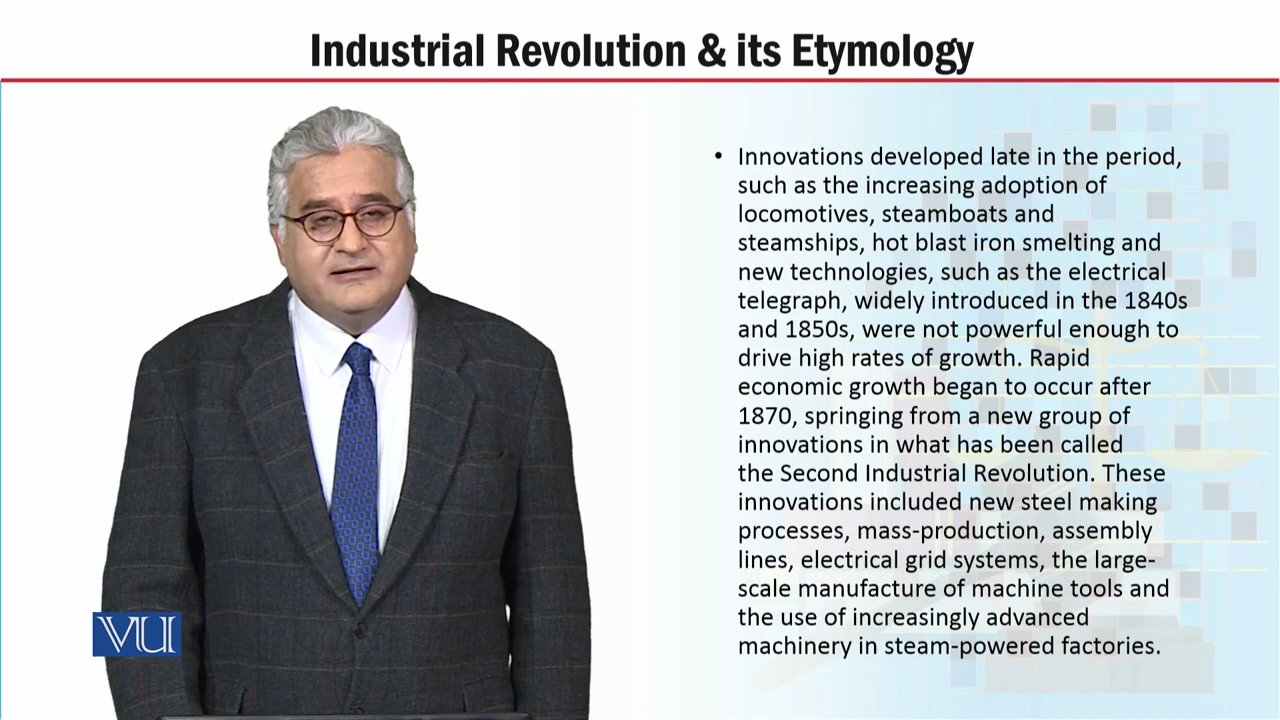 Industrial Revolution & its Etymology
• Innovations developed late in the period,
such as the increasing adoption of
locomotives, steamboats and
steamships, hot blast iron smelting and
new technologies, such as the electrical
telegraph, widely introduced in the 1840s
and 1850s, were not powerful enough to
drive high rates of growth. Rapid
economic growth began to occur after
1870, springing from a new group of
innovations in what has been called
the Second Industrial Revolution. These
innovations included new steel making
processes, mass-production, assembly
lines, electrical grid systems, the large-
scale manufacture of machine tools and
the use of increasingly advanced
machinery in steam-powered factories.
VU